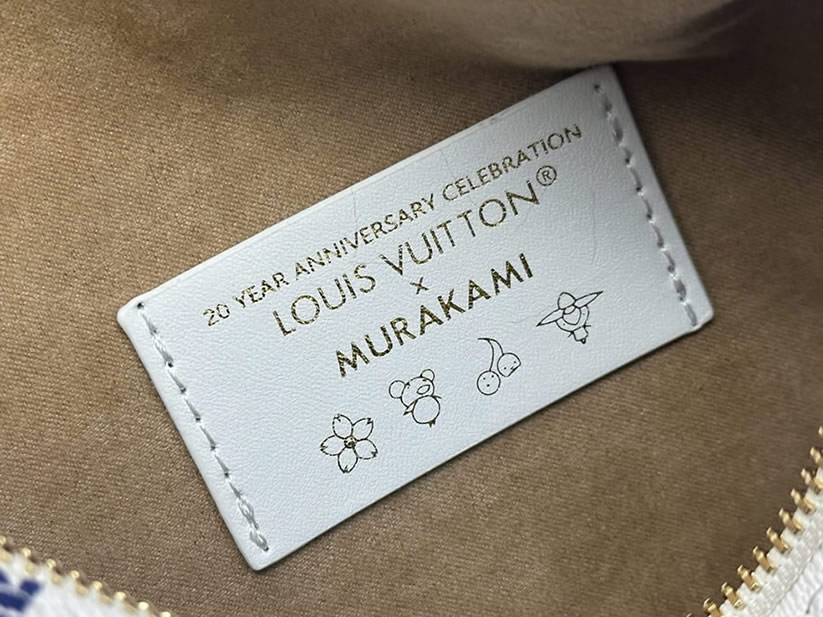 20 YEAR ANNIVERSARY CELEBRATION
LOUIS VUITTON®
×
MURAKAMI